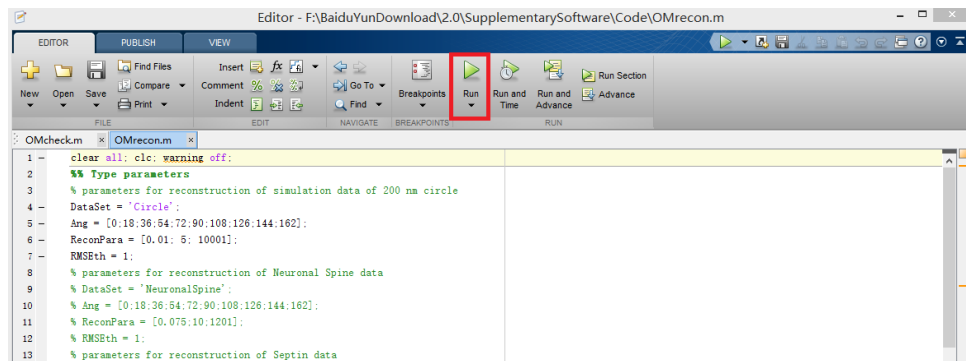 Editor - F:\BaiduYunDownload\2.0\SupplementarySoftware\Code\OMrecon.m
EDITOR PUBLISH VIEW
Find Files Insert fx
New Open Save Compare Comment Go To Breakpoints Run Run and Time Run and Advance Run Section
Print Indent Find Advance
FILE EDIT NAVIGATE BREAKPOINTS RUN
OMcheck.m × OMrecon.m ×
1 – clear all; clc; warning off;
2 %% Type parameters
3 % parameters for reconstruction of simulation data of 200 nm circle
4 – DataSet = 'Circle';
5 – Ang = [0;18;36;54;72;90;108;126;144;162];
6 – ReconPara = [0.01; 5; 10001];
7 – RMSEth = 1;
8 % parameters for reconstruction of Neuronal Spine data
9 % DataSet = 'NeuronalSpine';
10 % Ang = [0;18;36;54;72;90;108;126;144;162];
11 % ReconPara = [0.075;10;1201];
12 % RMSEth = 1;
13 % parameters for reconstruction of Septin data